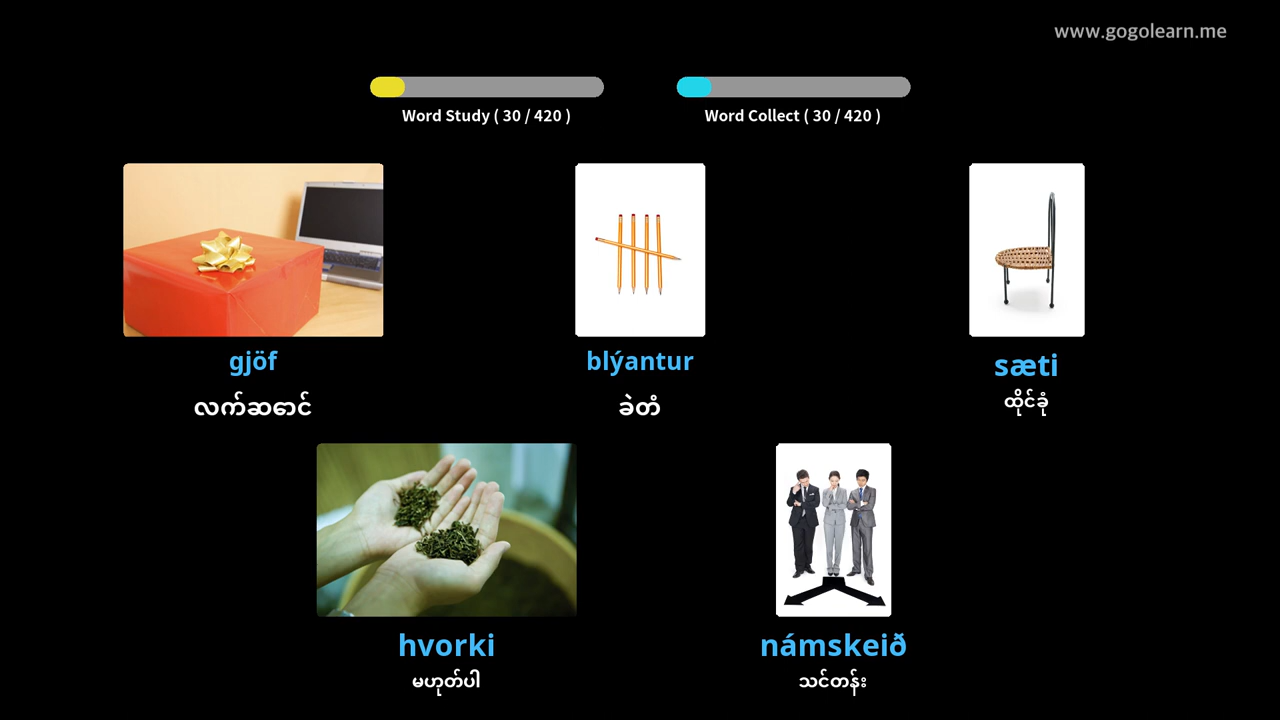 www.gogolearn.me
Word Study ( 30 / 420 )
Word Collect ( 30 / 420 )
gjöf
blýantur
sæti
လက်ဆောင်
ခဲတံ
ထိုင်ခုံ
hvorki
námskeið
မဟုတ်ပါ
သင်တန်း